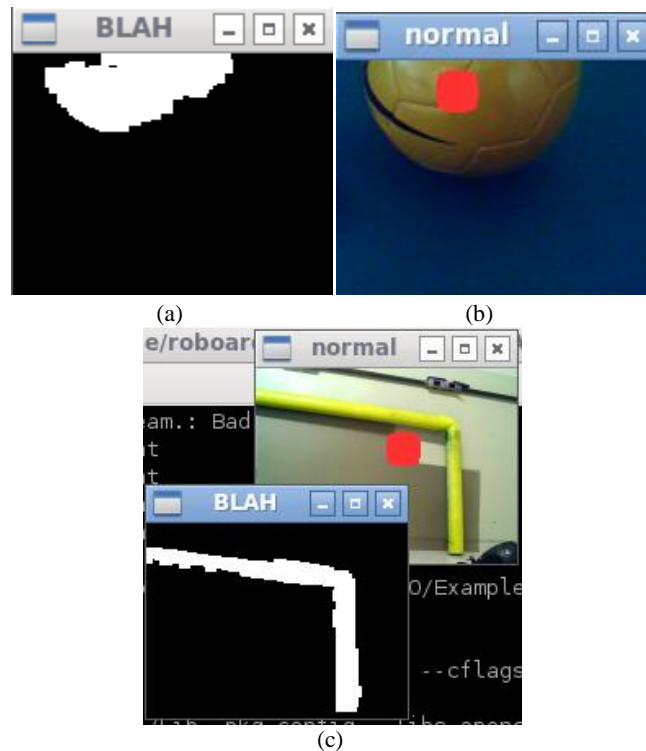 BLAH
normal
(a)
(b)
e/roboar
normal
am.: Bad
t
t
BLAH
O/Example
--cflags
(c)